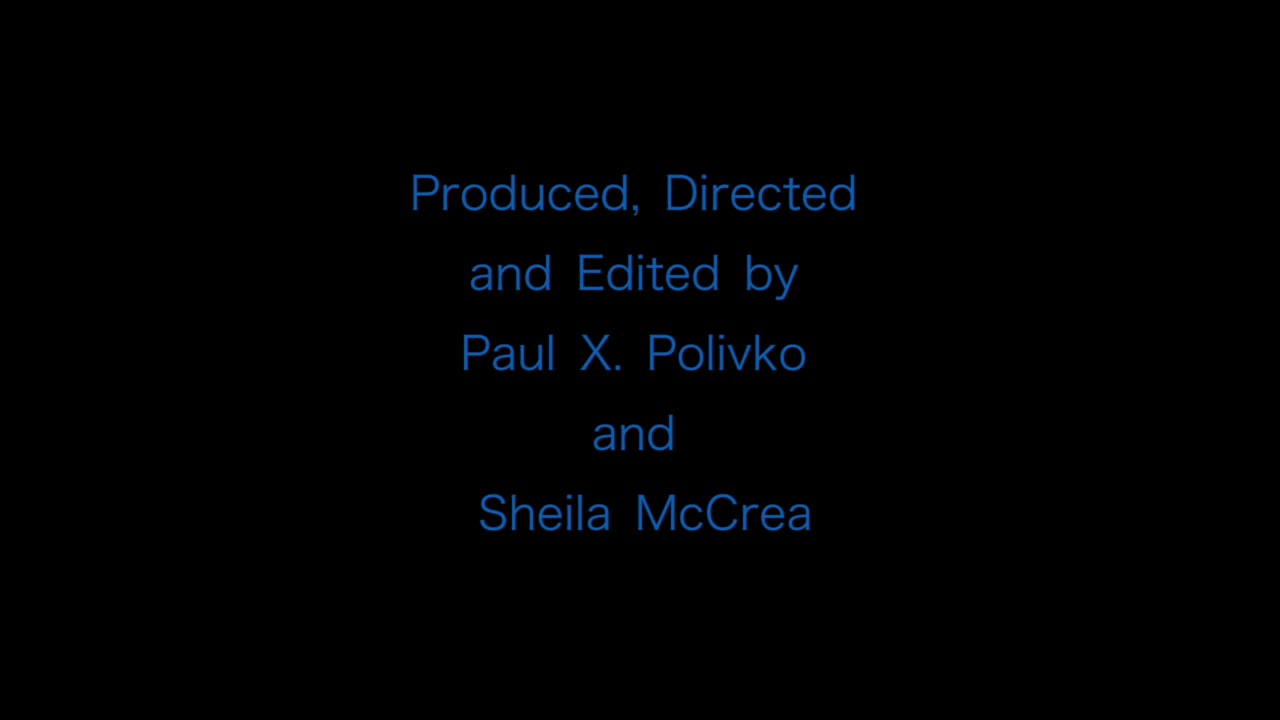 Produced, Directed
and Edited by
Paul X. Polivko
and
Sheila McCrea